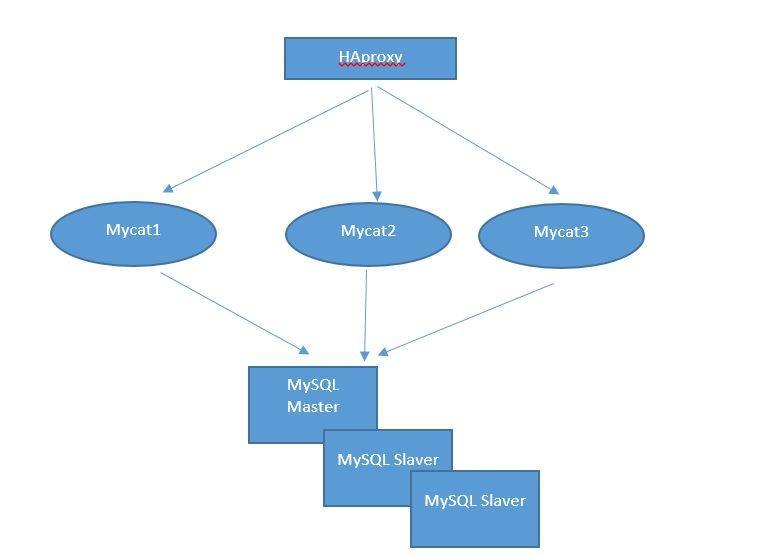 HAproxy
Mycat1
Mycat2
Mycat3
MySQL
Master
MySQL Slaver
MySQL Slaver